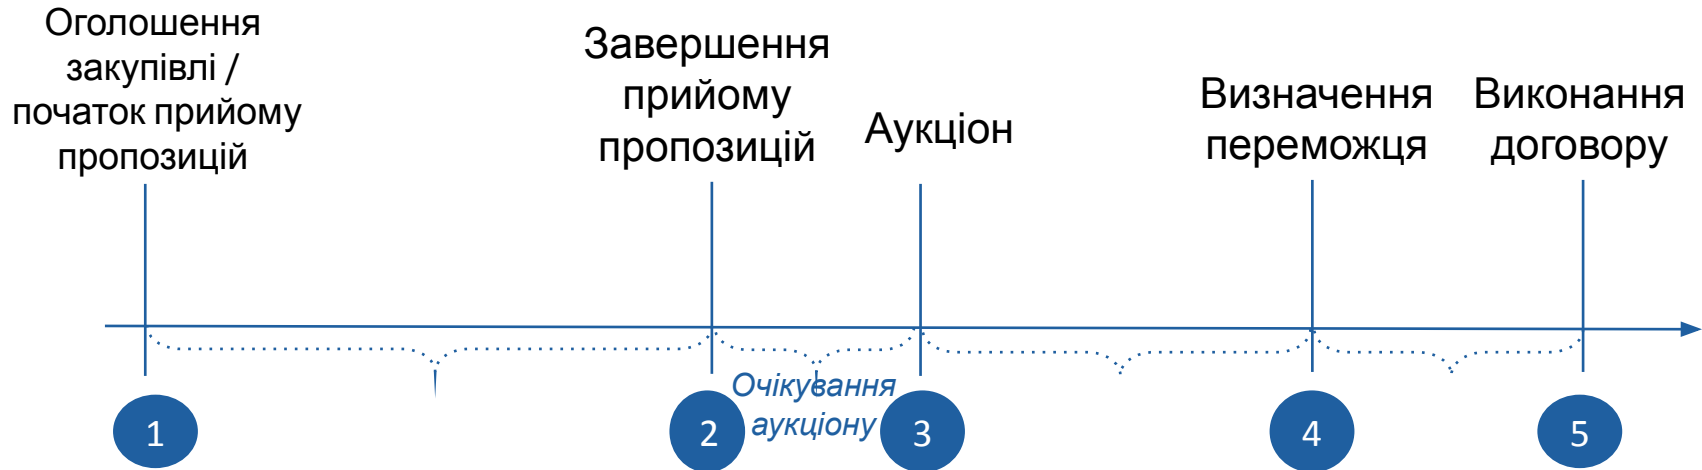 Оголошення
закупівлі /
початок прийому
пропозицій
Завершення
прийому
пропозицій
Аукціон
Визначення
переможця
Виконання
договору
Очікування
аукціону
1
2
3
4
5